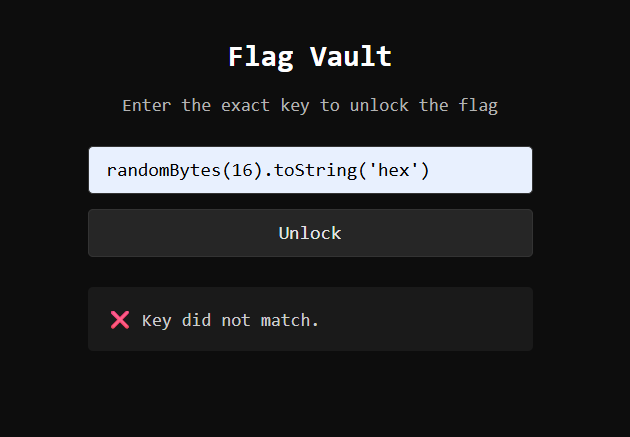 Flag Vault
Enter the exact key to unlock the flag
randomBytes(16).toString('hex')
Unlock
❌ Key did not match.